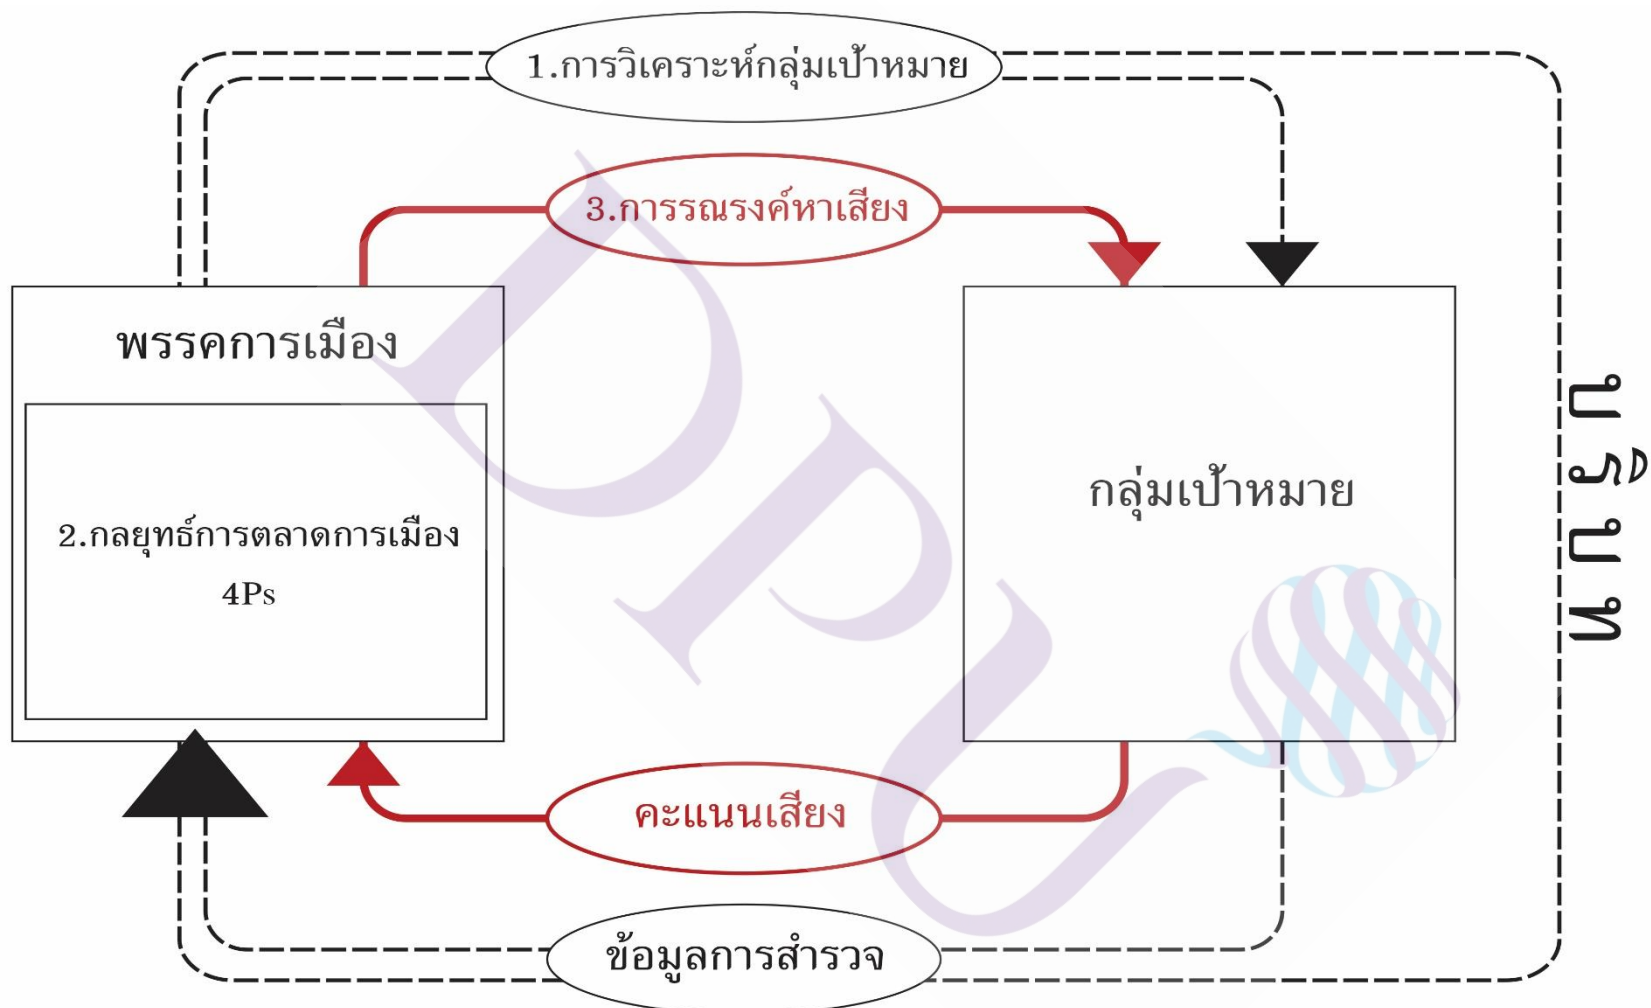 1.การวิเคราะห์กลุ่มเป้าหมาย
3.การรณรงค์หาเสียง
พรรคการเมือง
2.กลยุทธ์การตลาดการเมือง
4Ps
กลุ่มเป้าหมาย
บริบท
คะแนนเสียง
ข้อมูลการสำรวจ
DPU